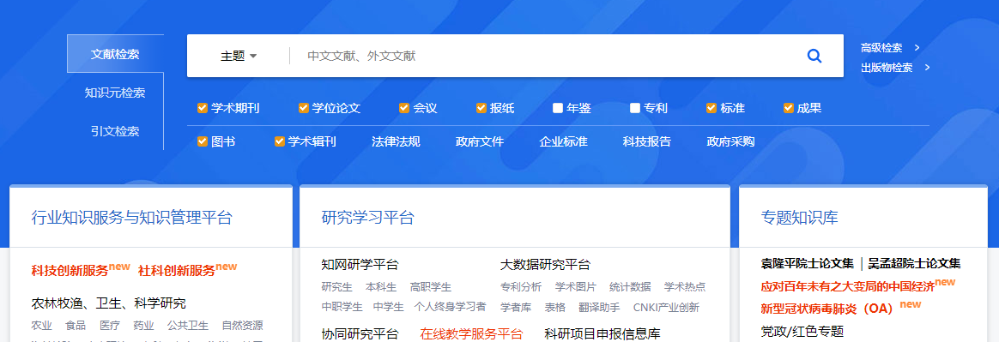 文献检索
知识元检索
引文检索
主题 中文文献、外文文献
高级检索 >
出版物检索 >
学术期刊 学位论文 会议 报纸 年鉴 专利 标准 成果
图书 学术辑刊 法律法规 政府文件 企业标准 科技报告 政府采购
行业知识服务与知识管理平台
科技创新服务new 社科创新服务new
农林牧渔、卫生、科学研究
农业 食品 医疗 药业 公共卫生 自然资源
研究学习平台
知网研学平台
研究生 本科生 高职学生
中职学生 中学生 个人终身学习者
大数据研究平台
专利分析 学术图片 统计数据 学术热点
学者库 表格 翻译助手 CNKI产业创新
协同研究平台 在线教学服务平台 科研项目申报信息库
专题知识库
袁隆平院士论文集 | 吴孟超院士论文集
应对百年未有之大变局的中国经济new
新型冠状病毒肺炎（OA）new
党政/红色专题